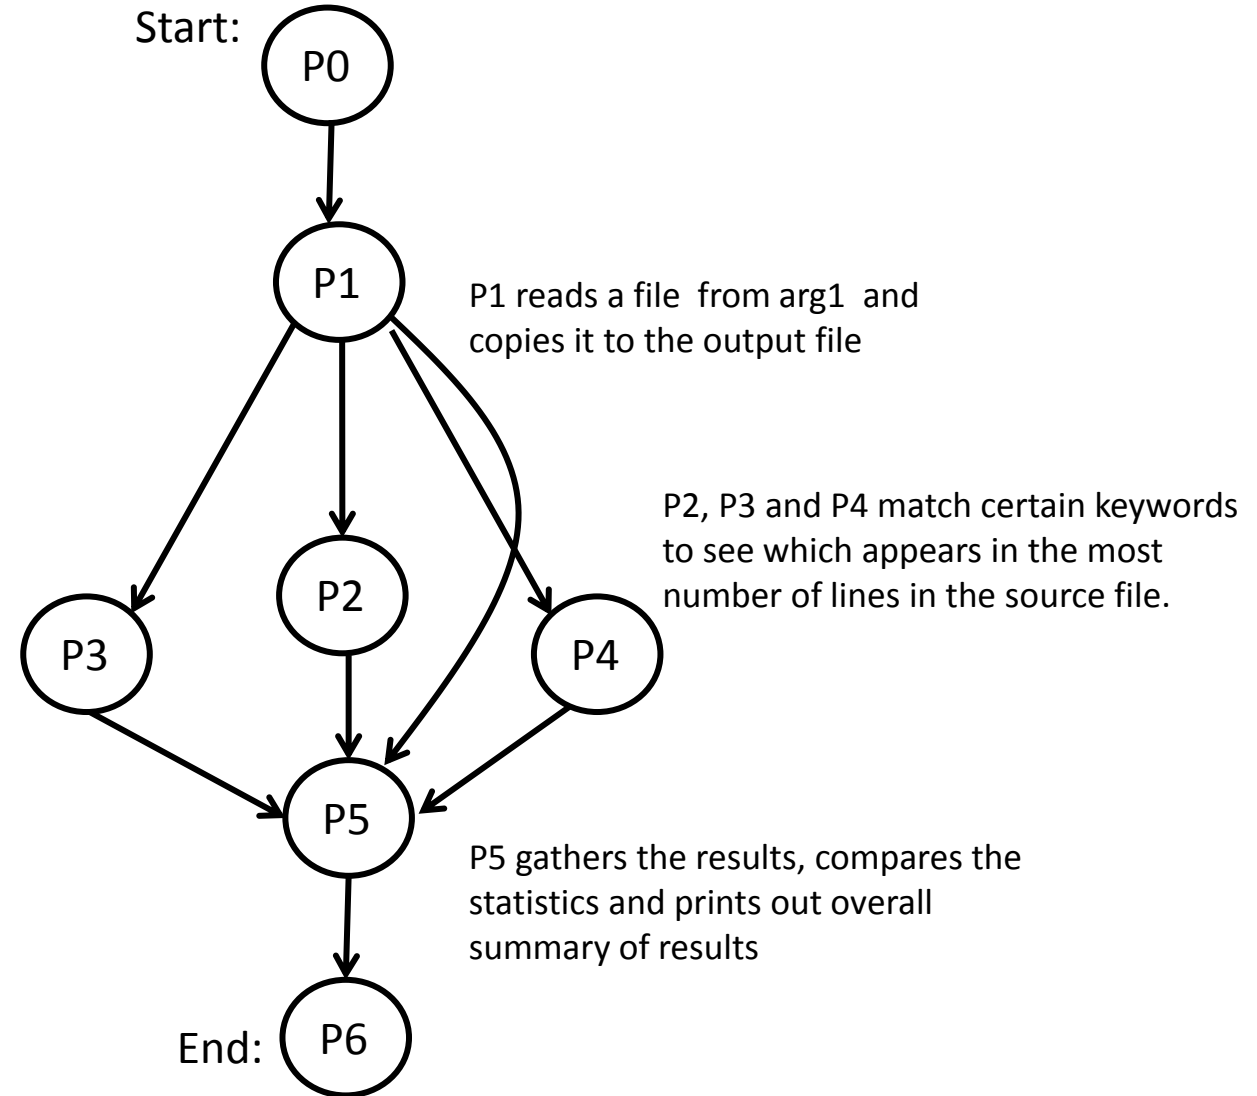 Start:
P0
P1
P1 reads a file from arg1 and
copies it to the output file
P2, P3 and P4 match certain keywords
to see which appears in the most
number of lines in the source file.
P2
P3
P4
P5
P5 gathers the results, compares the
statistics and prints out overall
summary of results
End:
P6